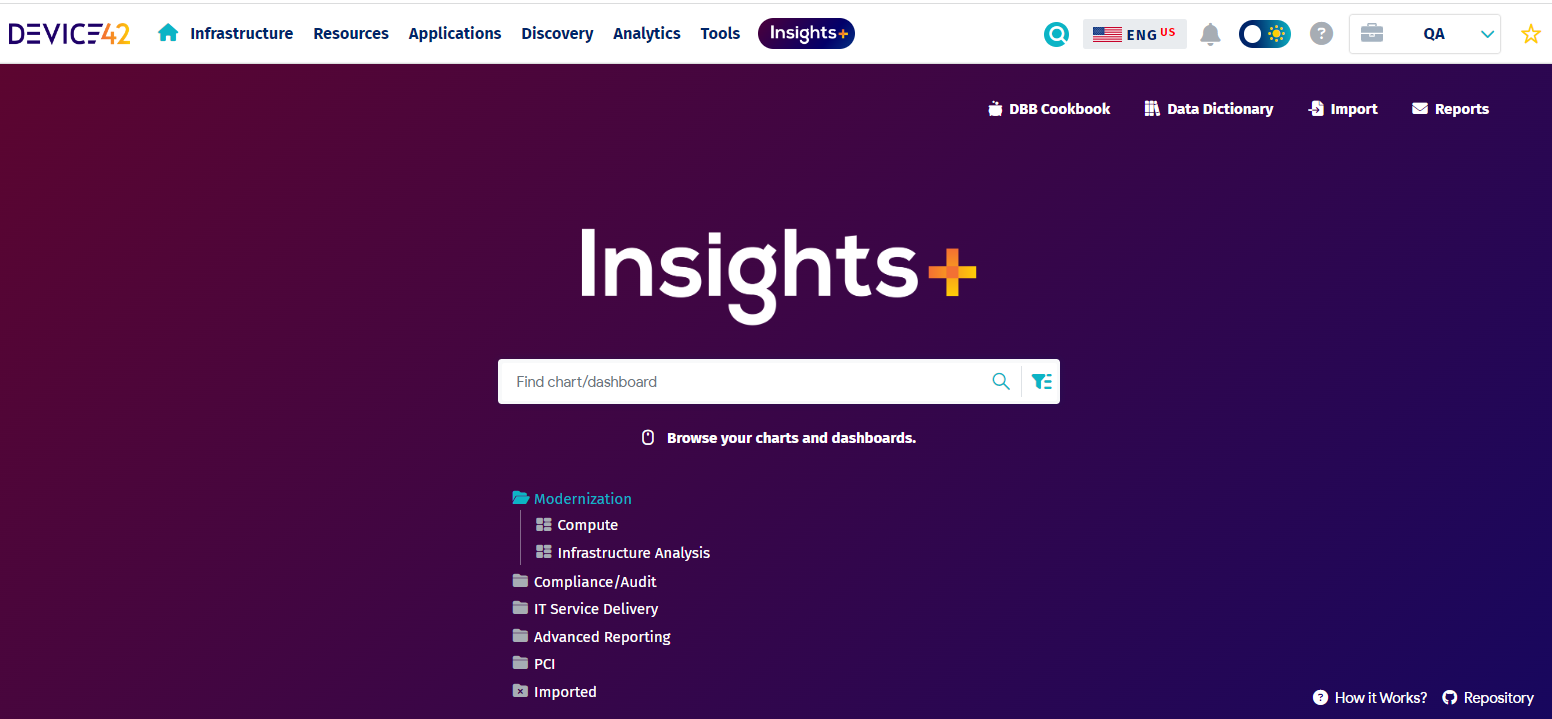 DEVICE42 Infrastructure Resources Applications Discovery Analytics Tools Insights+ ENG US ? QA
DBB Cookbook Data Dictionary Import Reports
Insights+
Find chart/dashboard
Browse your charts and dashboards.
Modernization
Compute
Infrastructure Analysis
Compliance/Audit
IT Service Delivery
Advanced Reporting
PCI
Imported
? How it Works? Repository